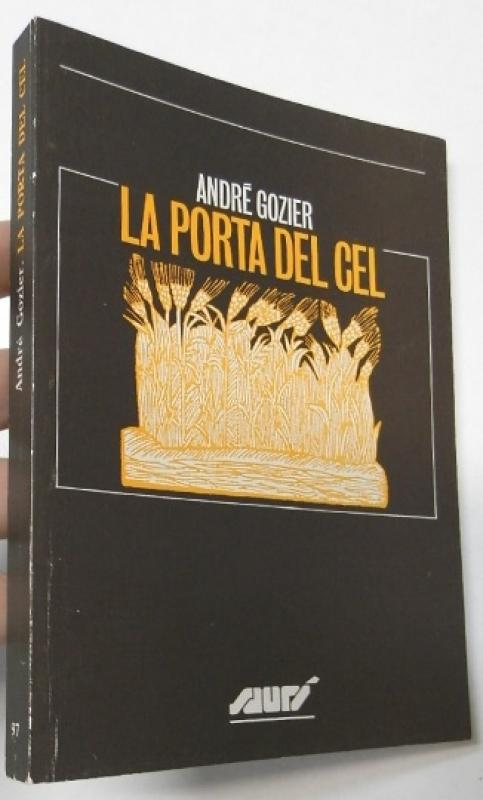 ANDRÉ GOZIER
LA PORTA DEL CEL
saurí
André Gozier. LA PORTA DEL CEL
97